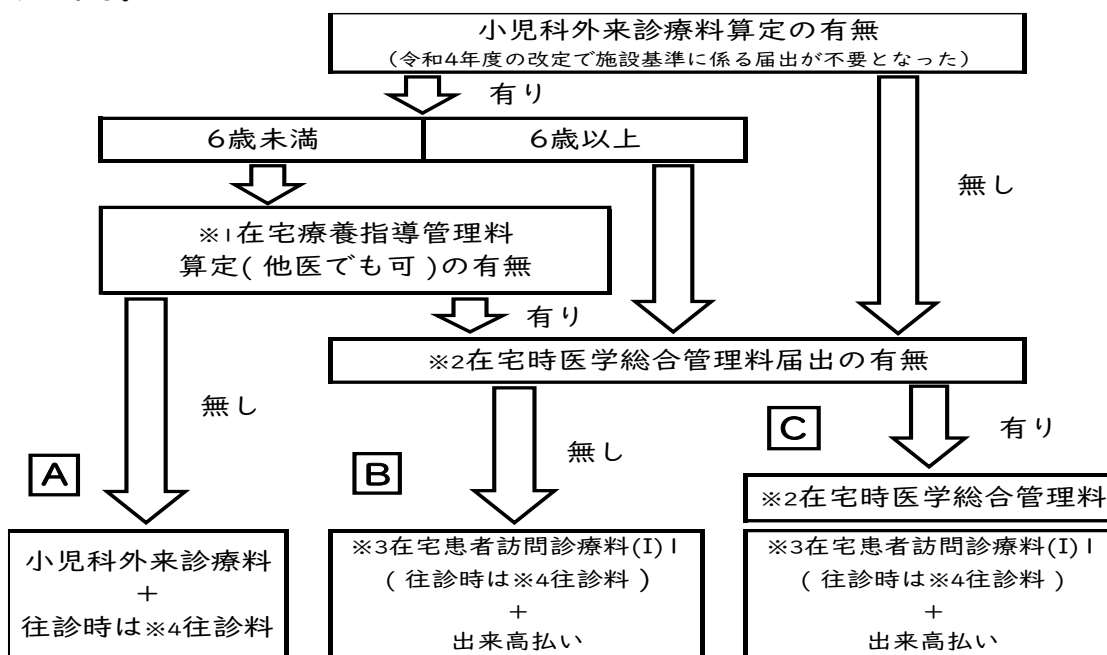 小児科外来診療料算定の有無
(令和4年度の改定で施設基準に係る届出が不要となった)
有り
6歳未満
6歳以上
無し
※1在宅療養指導管理料
算定(他医でも可)の有無
有り
※2在宅時医学総合管理料届出の有無
無し
無し
有り
A
B
C
※2在宅時医学総合管理料
小児科外来診療料
+
往診時は※4往診料
※3在宅患者訪問診療料(I)1
(往診時は※4往診料)
+
出来高払い
※3在宅患者訪問診療料(I)1
(往診時は※4往診料)
+
出来高払い